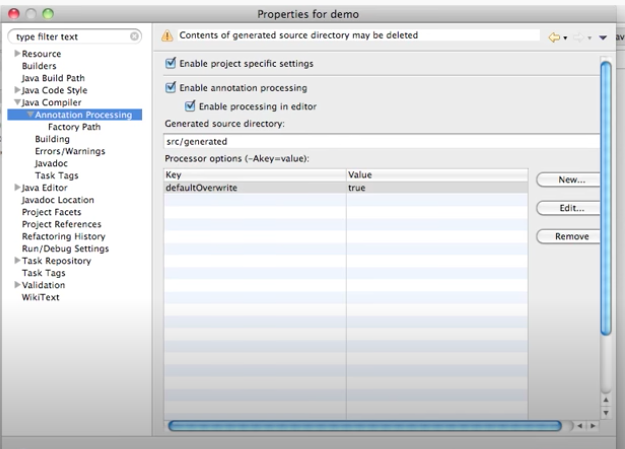 Properties for demo
type filter text
Resource
Builders
Java Build Path
Java Code Style
Java Compiler
Annotation Processing
Factory Path
Building
Errors/Warnings
Javadoc
Task Tags
Java Editor
Javadoc Location
Project Facets
Project References
Refactoring History
Run/Debug Settings
Task Repository
Task Tags
Validation
WikiText
Contents of generated source directory may be deleted
Enable project specific settings
Enable annotation processing
Enable processing in editor
Generated source directory:
src/generated
Processor options (-Akey=value):
Key Value
defaultOverwrite true
New...
Edit...
Remove